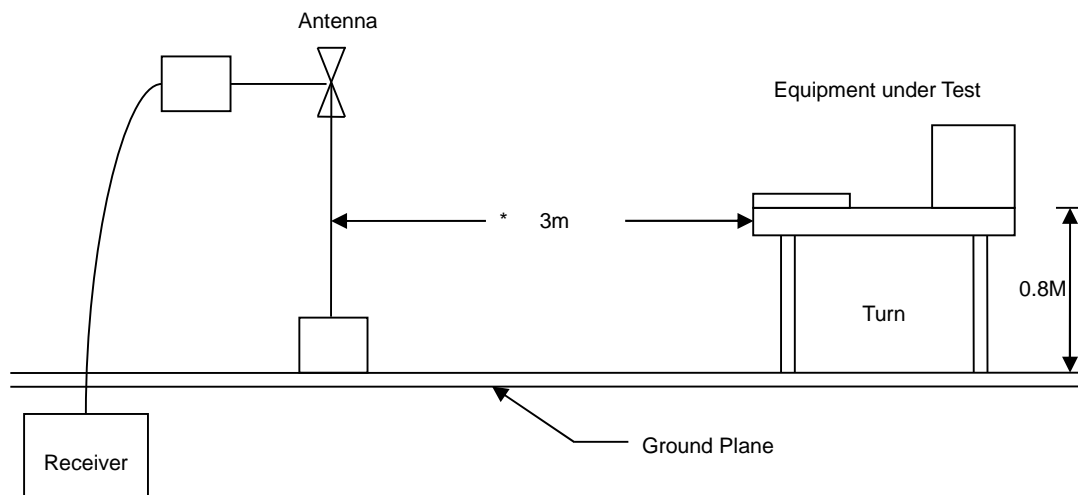 Antenna
Equipment under Test
* 3m
0.8M
Turn
Ground Plane
Receiver